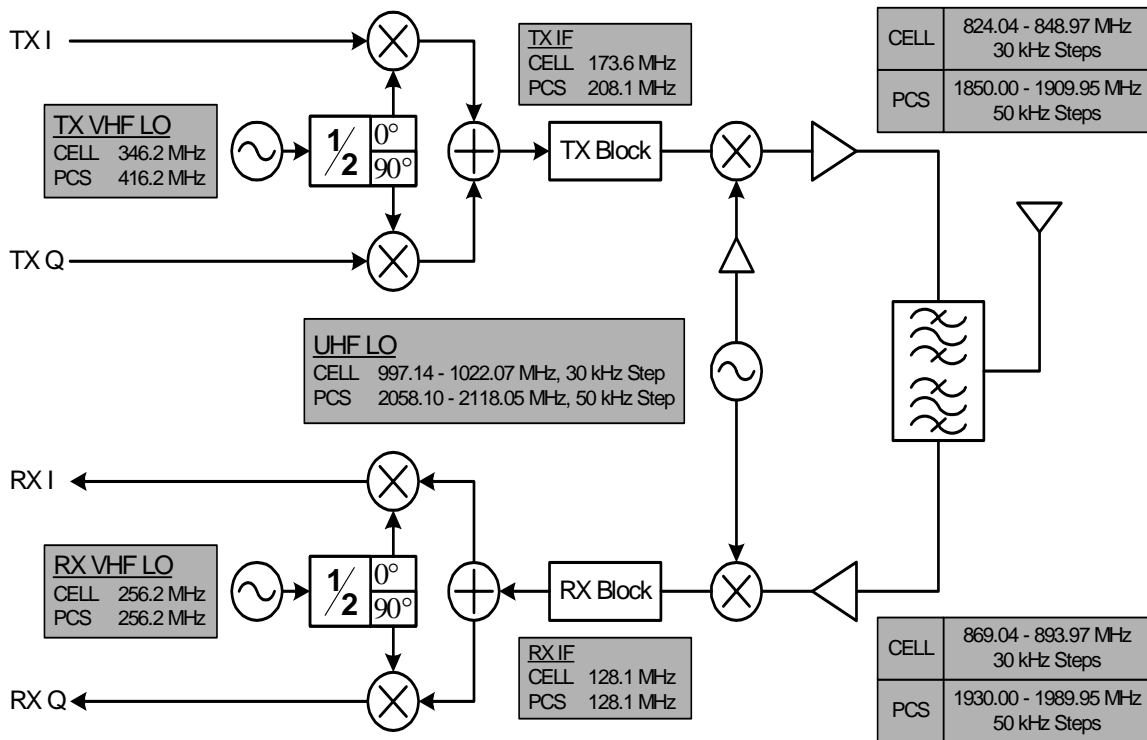 TX I
TX VHF LO
CELL 346.2 MHz
PCS 416.2 MHz
1/2
0°
90°
TX Q
TX IF
CELL 173.6 MHz
PCS 208.1 MHz
TX Block
CELL
824.04 - 848.97 MHz
30 kHz Steps
PCS
1850.00 - 1909.95 MHz
50 kHz Steps
UHF LO
CELL 997.14 - 1022.07 MHz, 30 kHz Step
PCS 2058.10 - 2118.05 MHz, 50 kHz Step
RX I
RX VHF LO
CELL 256.2 MHz
PCS 256.2 MHz
1/2
0°
90°
RX Q
RX Block
RX IF
CELL 128.1 MHz
PCS 128.1 MHz
CELL
869.04 - 893.97 MHz
30 kHz Steps
PCS
1930.00 - 1989.95 MHz
50 kHz Steps